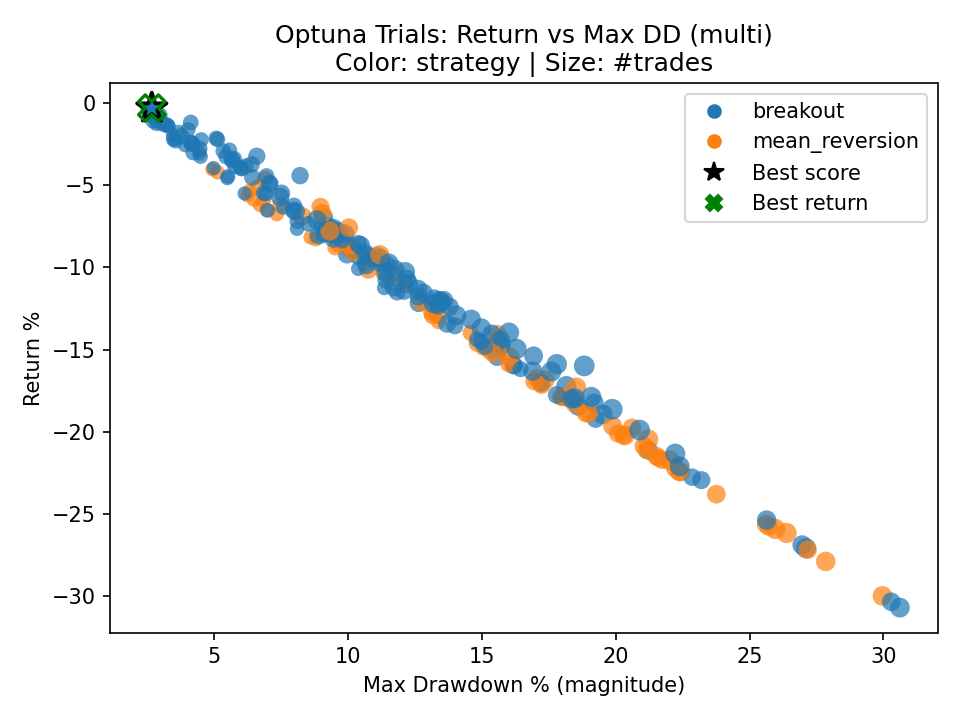 Optuna Trials: Return vs Max DD (multi)
Color: strategy | Size: #trades
breakout
mean_reversion
Best score
Best return
0
−5
−10
−15
−20
−25
−30
Return %
5
10
15
20
25
30
Max Drawdown % (magnitude)